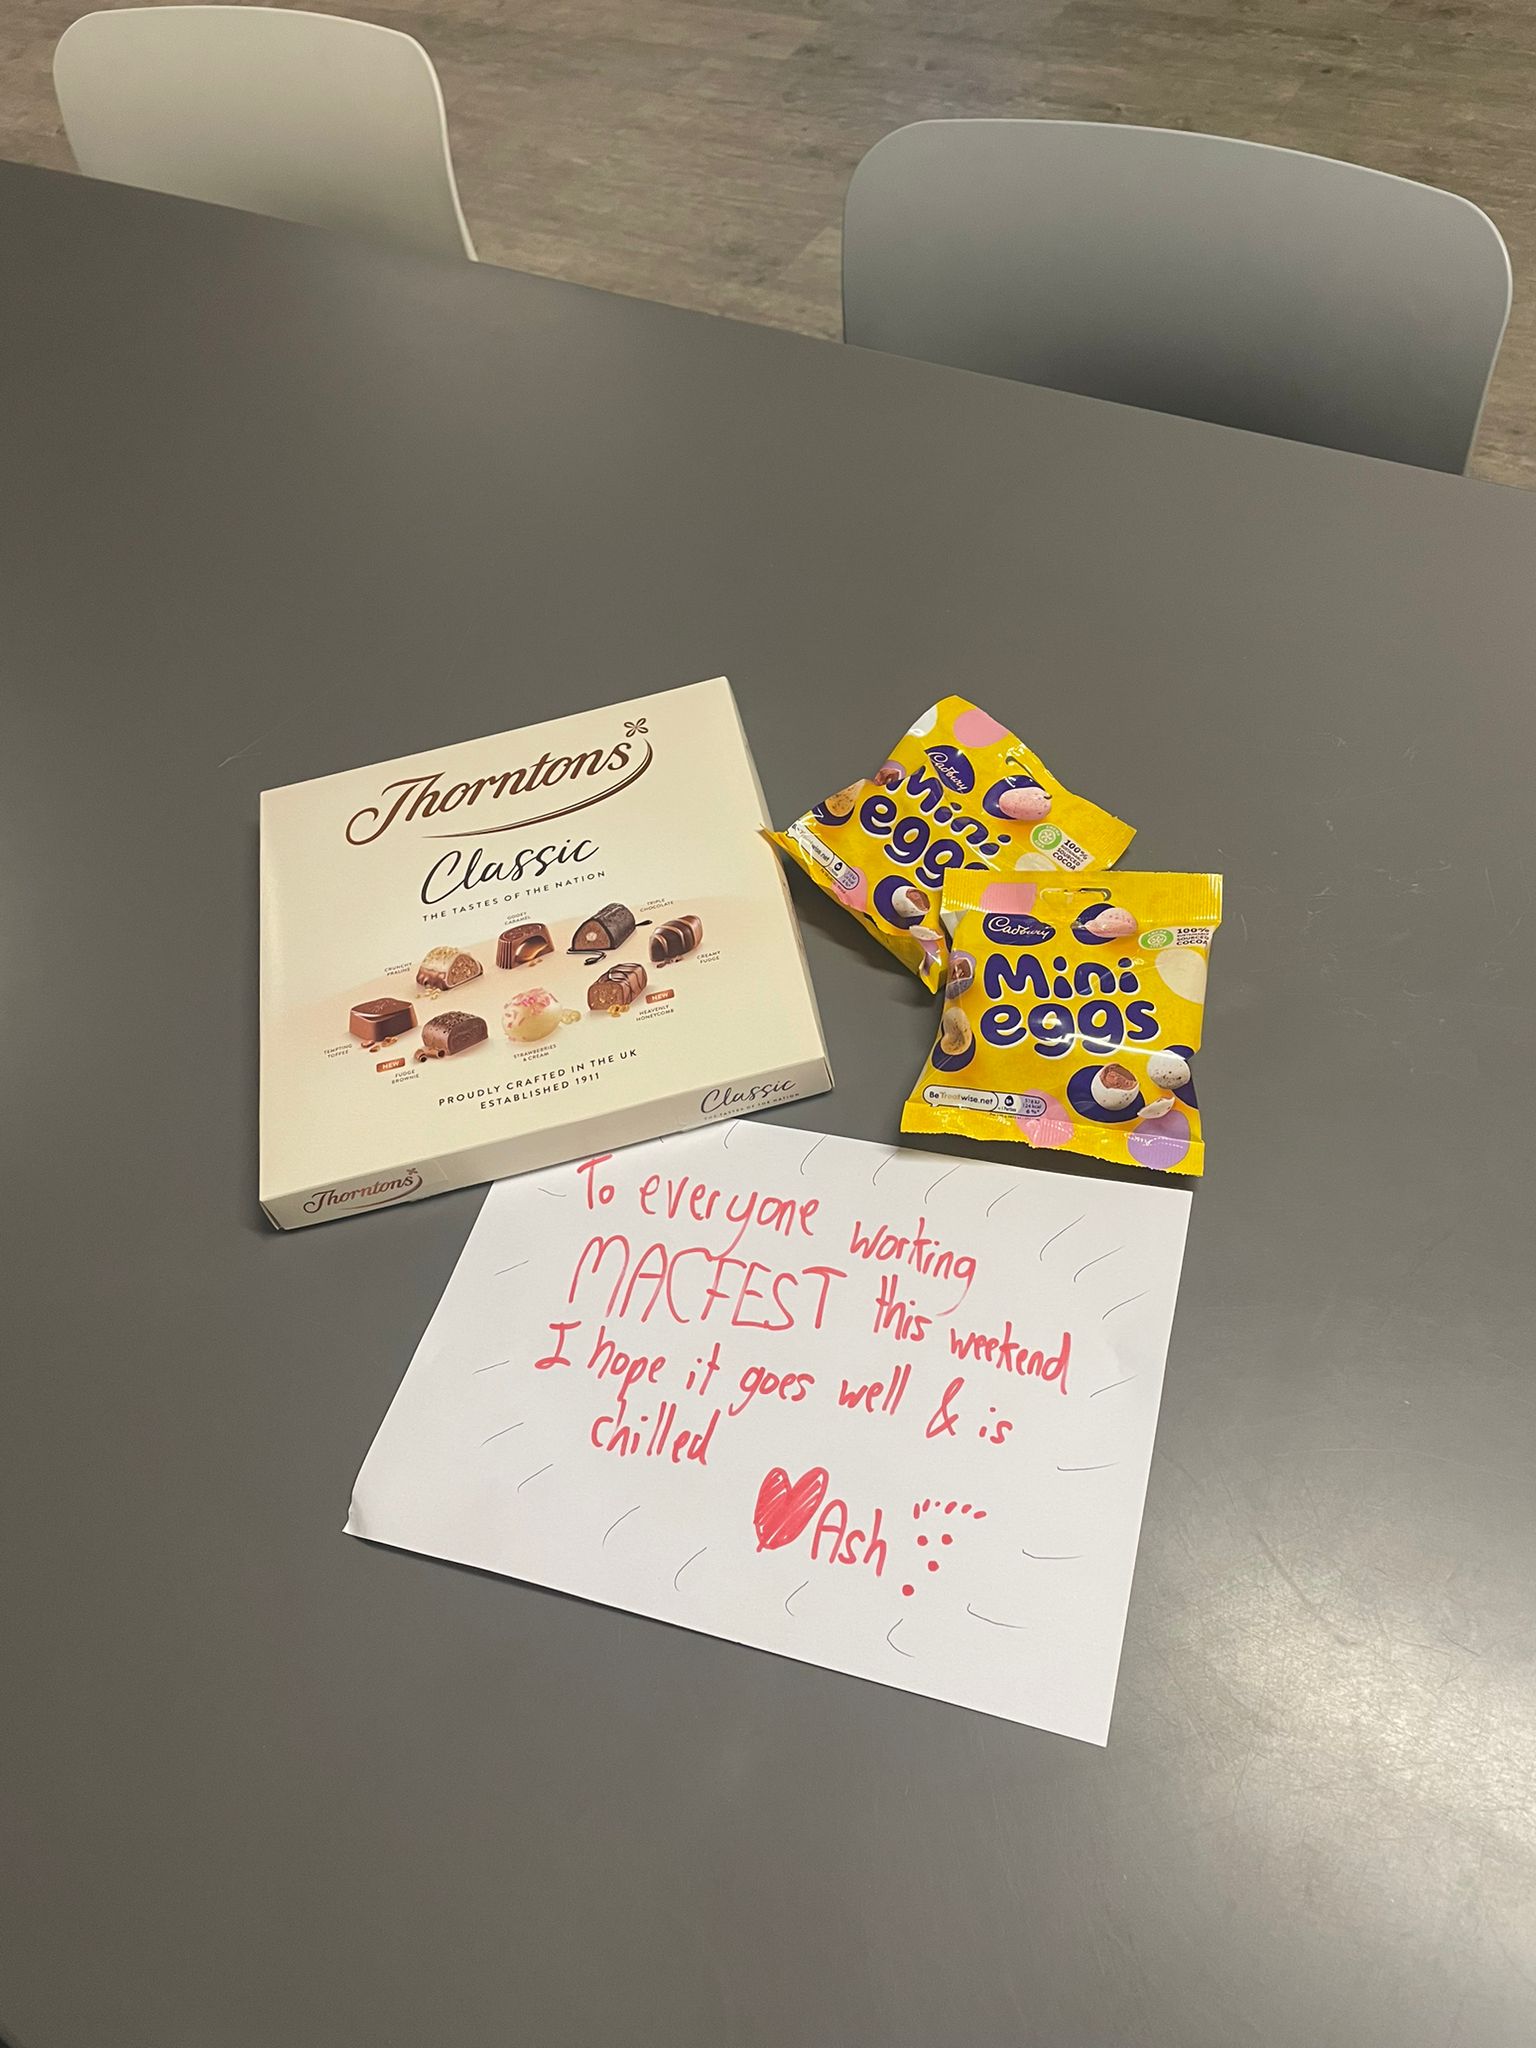 Thorntons
Classic
THE TASTES OF THE NATION
GOOEY
CARAMEL
TRIPLE
CHOCOLATE
CRUNCHY
PRALINE
CREAMY
FUDGE
TEMPTING
TOFFEE
NEW
FUDGE
BROWNIE
STRAWBERRIES
& CREAM
NEW
HEAVENLY
HONEYCOMB
PROUDLY CRAFTED IN THE UK
ESTABLISHED 1911
Thorntons
Classic
THE TASTES OF THE NATION
Cadbury
Mini
eggs
100%
SOURCED
COCOA
Cadbury
Mini
eggs
100%
SOURCED
COCOA
Be Treatwise.net
To everyone working
MACFEST this weekend
I hope it goes well & is
chilled
Ash